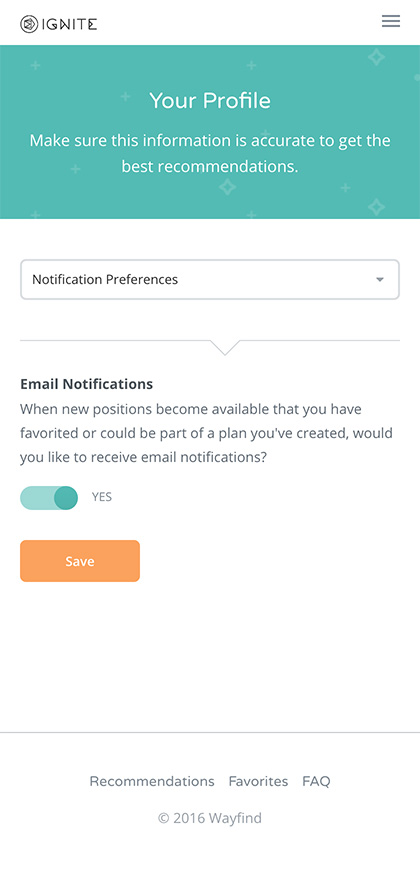 IGNITE
Your Profile
Make sure this information is accurate to get the
best recommendations.
Notification Preferences
Email Notifications
When new positions become available that you have
favorited or could be part of a plan you've created, would
you like to receive email notifications?
YES
Save
Recommendations Favorites FAQ
© 2016 Wayfind